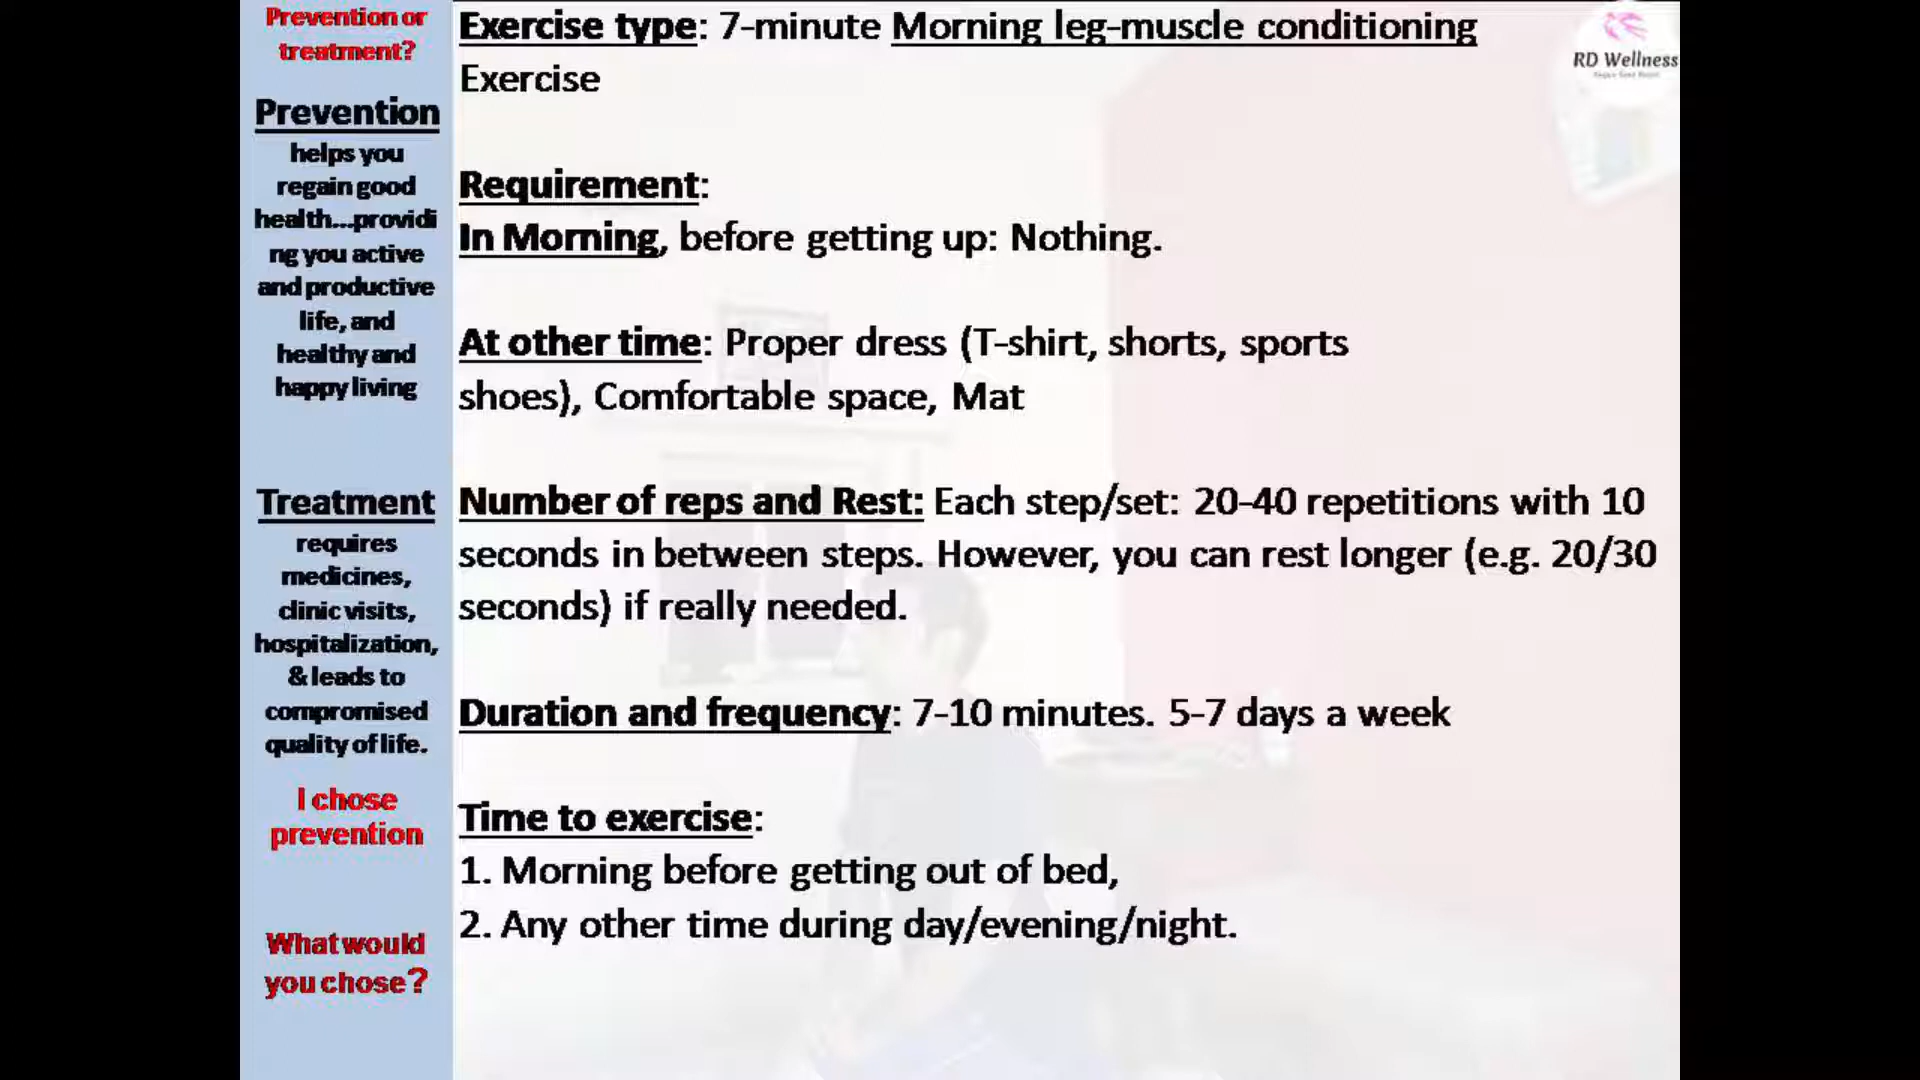 Prevention or
treatment?
Prevention
helps you
regain good
health...providi
ng you active
and productive
life, and
healthy and
happy living
Treatment
requires
medicines,
clinic visits,
hospitalization,
& leads to
compromised
quality of life.
I chose
prevention
What would
you chose?
Exercise type: 7-minute Morning leg-muscle conditioning
Exercise
Requirement:
In Morning, before getting up: Nothing.
At other time: Proper dress (T-shirt, shorts, sports
shoes), Comfortable space, Mat
Number of reps and Rest: Each step/set: 20-40 repetitions with 10
seconds in between steps. However, you can rest longer (e.g. 20/30
seconds) if really needed.
Duration and frequency: 7-10 minutes. 5-7 days a week
Time to exercise:
1. Morning before getting out of bed,
2. Any other time during day/evening/night.
RD Wellness